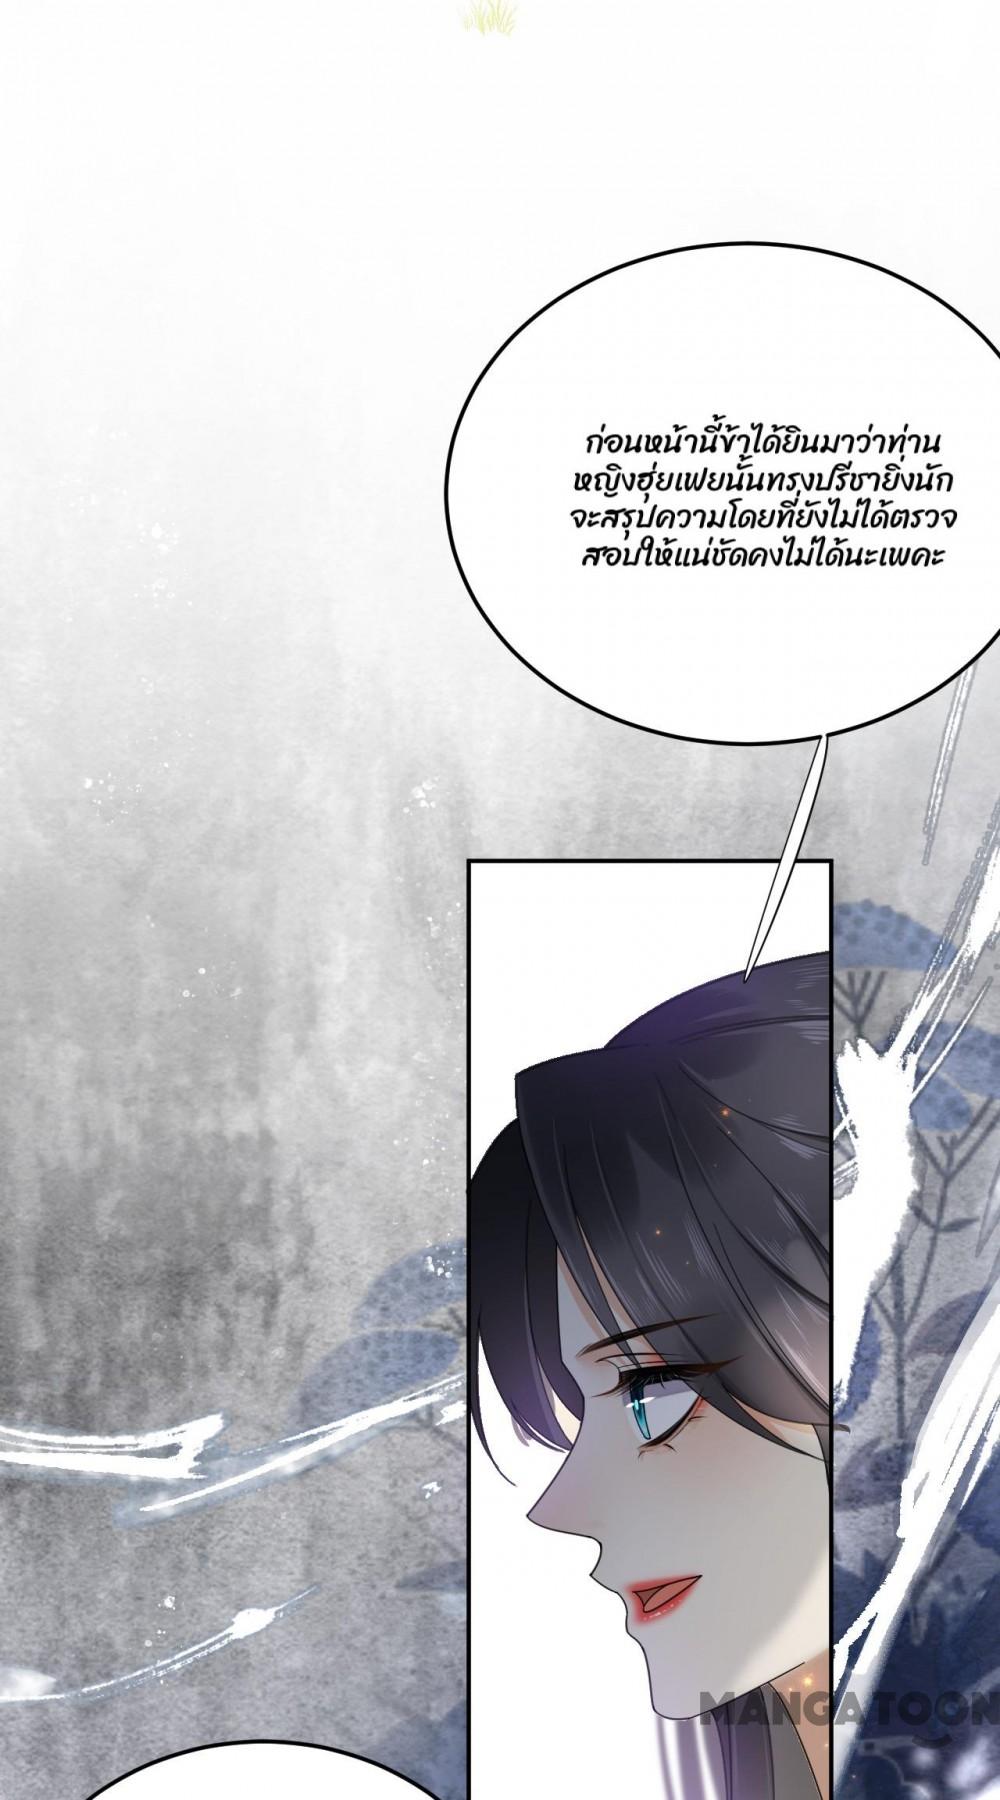 ก่อนหน้านี้ข้าได้ยินมาว่าท่าน
หญิงฮุ่ยเฟยนั้นทรงปรีชายิ่งนัก
จะสรุปความโดยที่ยังไม่ได้ตรวจ
สอบให้แน่ชัดคงไม่ได้นะเพคะ
MANGATOON